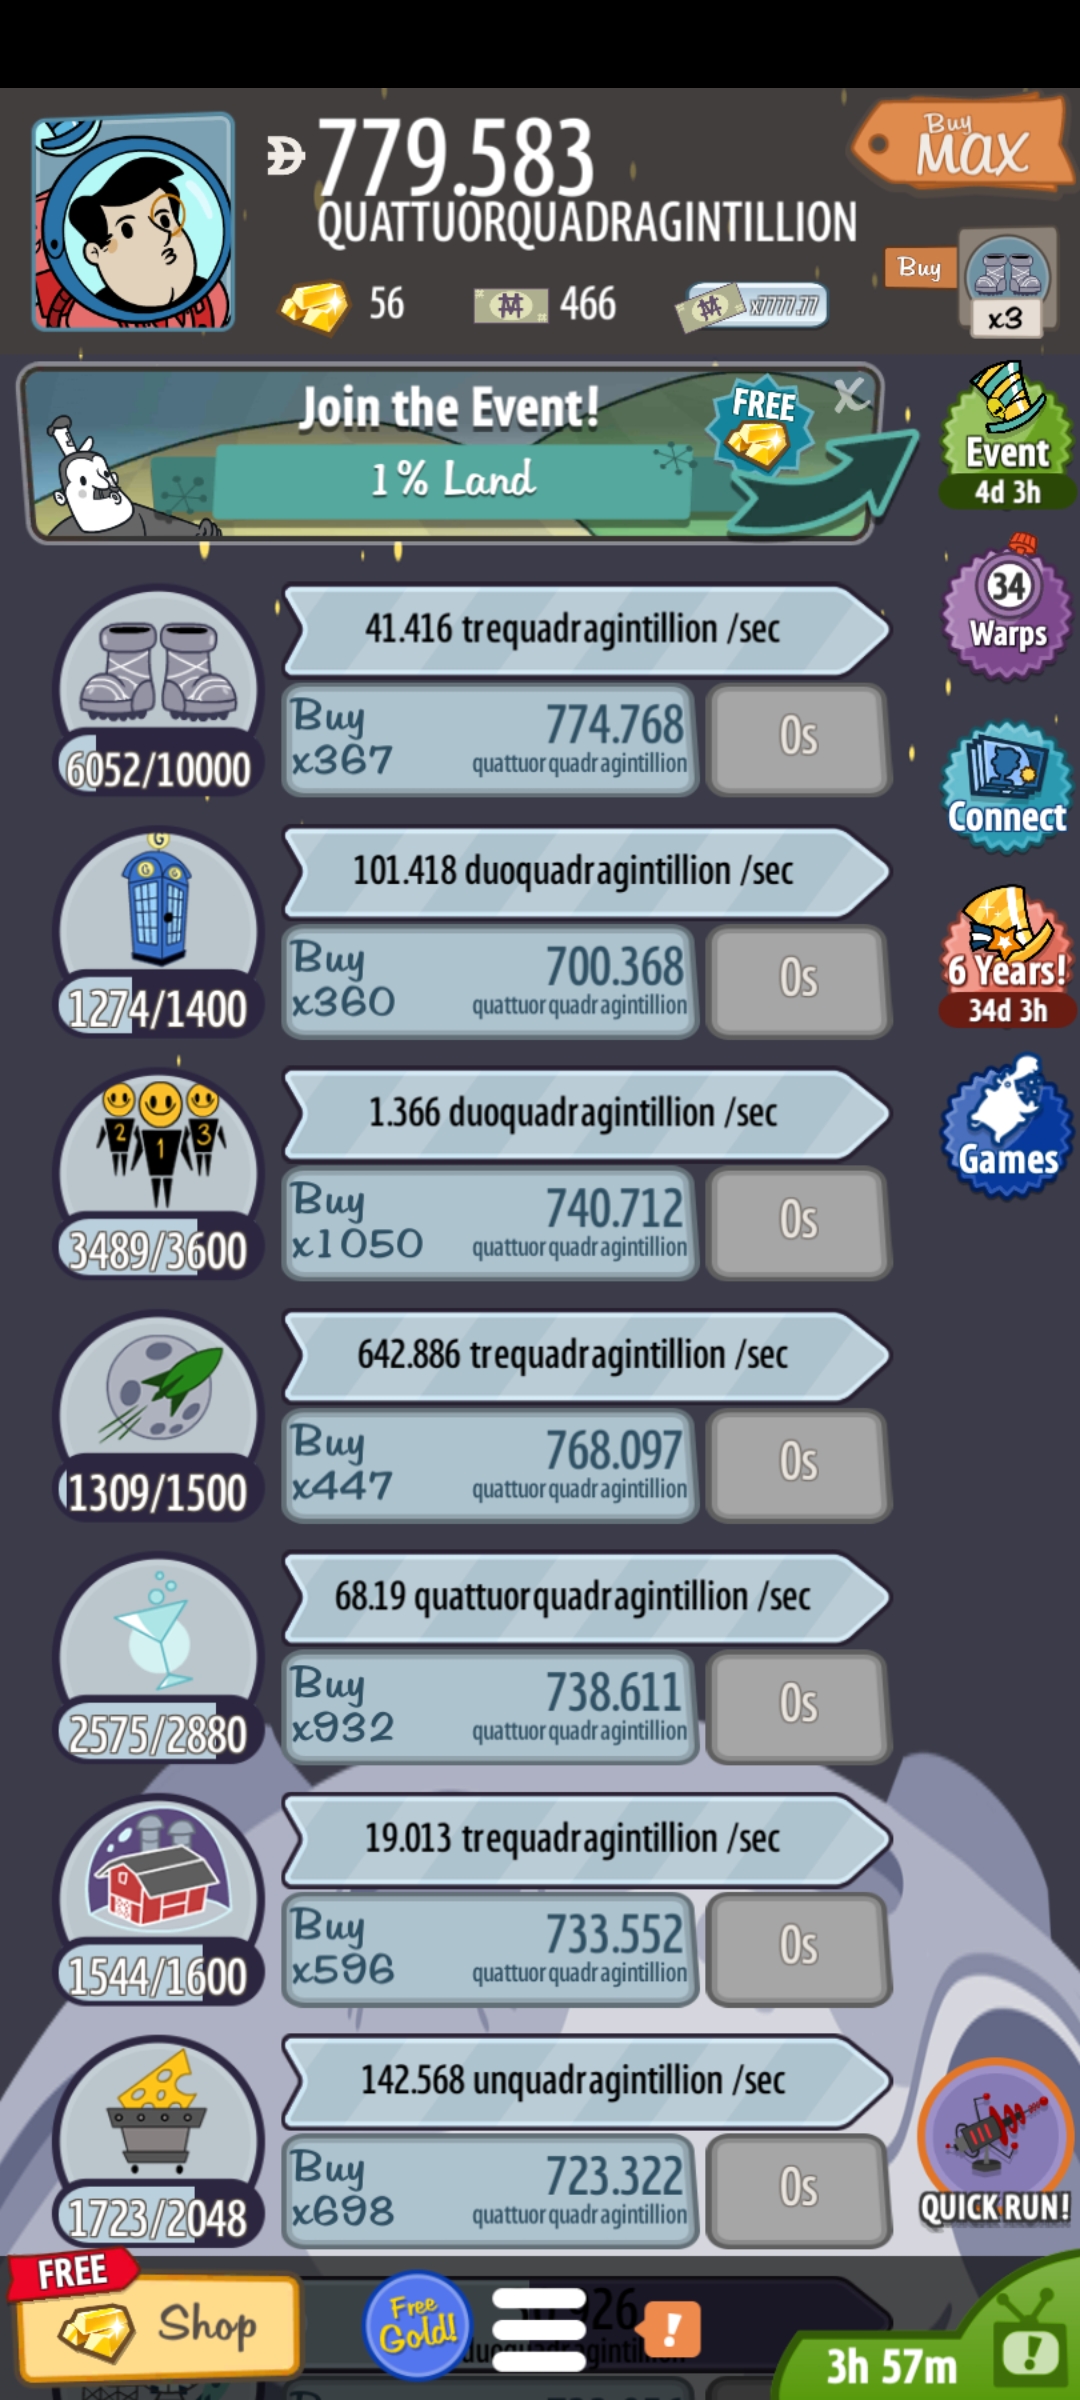 779.583
QUATTUORQUADRAGINTILLION
Buy
MAX
56
466
x7777.77
Buy
x3
Join the Event!
1% Land
FREE
X
Event
4d 3h
34
Warps
Connect
6 Years!
34d 3h
Games
41.416 trequadragintillion /sec
6052/10000
Buy
x367
774.768
quattuorquadragintillion
0s
G
G G
101.418 duoquadragintillion /sec
1274/1400
Buy
x360
700.368
quattuorquadragintillion
0s
2 1 3
1.366 duoquadragintillion /sec
3489/3600
Buy
x1050
740.712
quattuorquadragintillion
0s
642.886 trequadragintillion /sec
1309/1500
Buy
x447
768.097
quattuorquadragintillion
0s
68.19 quattuorquadragintillion /sec
2575/2880
Buy
x932
738.611
quattuorquadragintillion
0s
19.013 trequadragintillion /sec
1544/1600
Buy
x596
733.552
quattuorquadragintillion
0s
142.568 unquadragintillion /sec
1723/2048
Buy
x698
723.322
quattuorquadragintillion
0s
QUICK RUN!
FREE
Shop
Free
Gold!
!
3h 57m
!